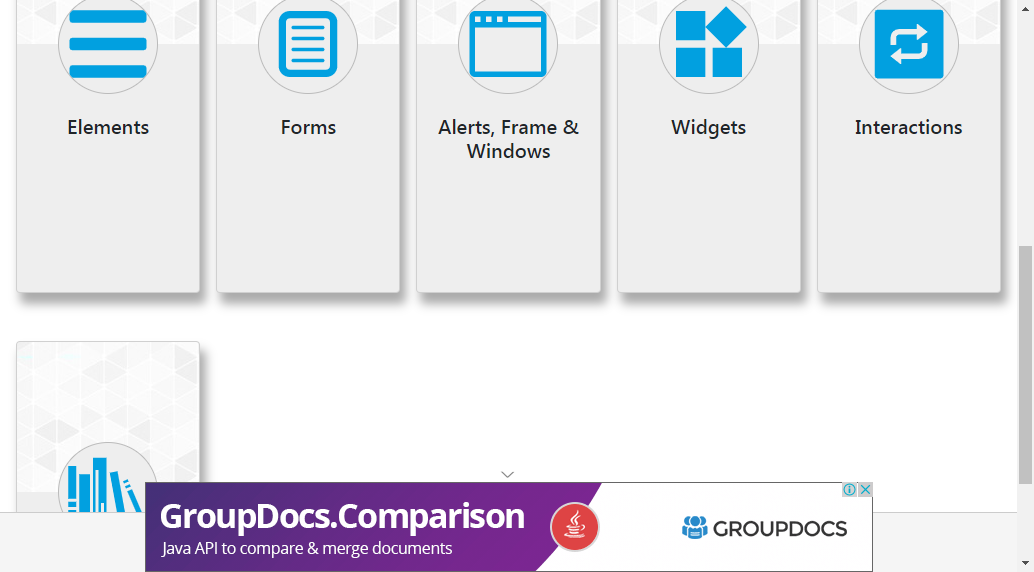 Elements
Forms
Alerts, Frame &
Windows
Widgets
Interactions
GroupDocs.Comparison
Java API to compare & merge documents
GROUPDOCS